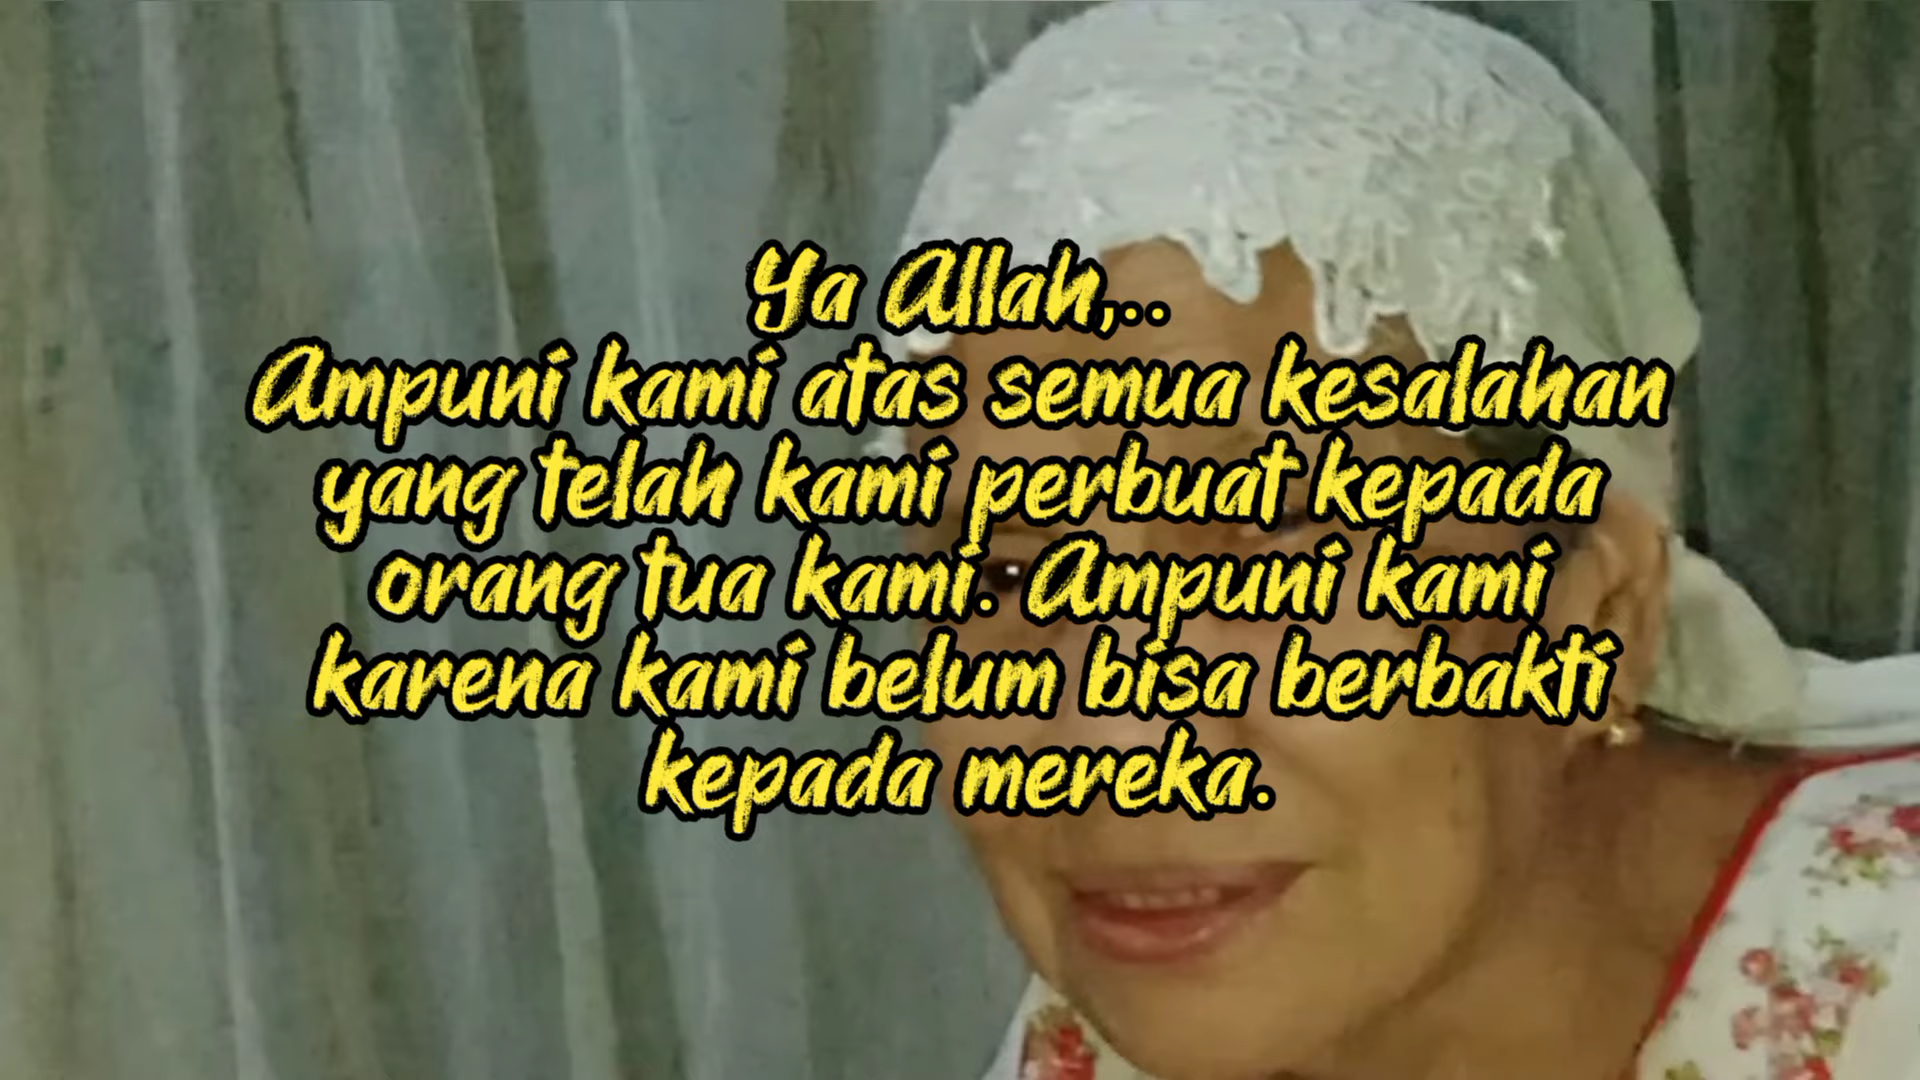 Ya Allah,..
Ampuni kami atas semua kesalahan
yang telah kami perbuat kepada
orang tua kami. Ampuni kami
karena kami belum bisa berbakti
kepada mereka.